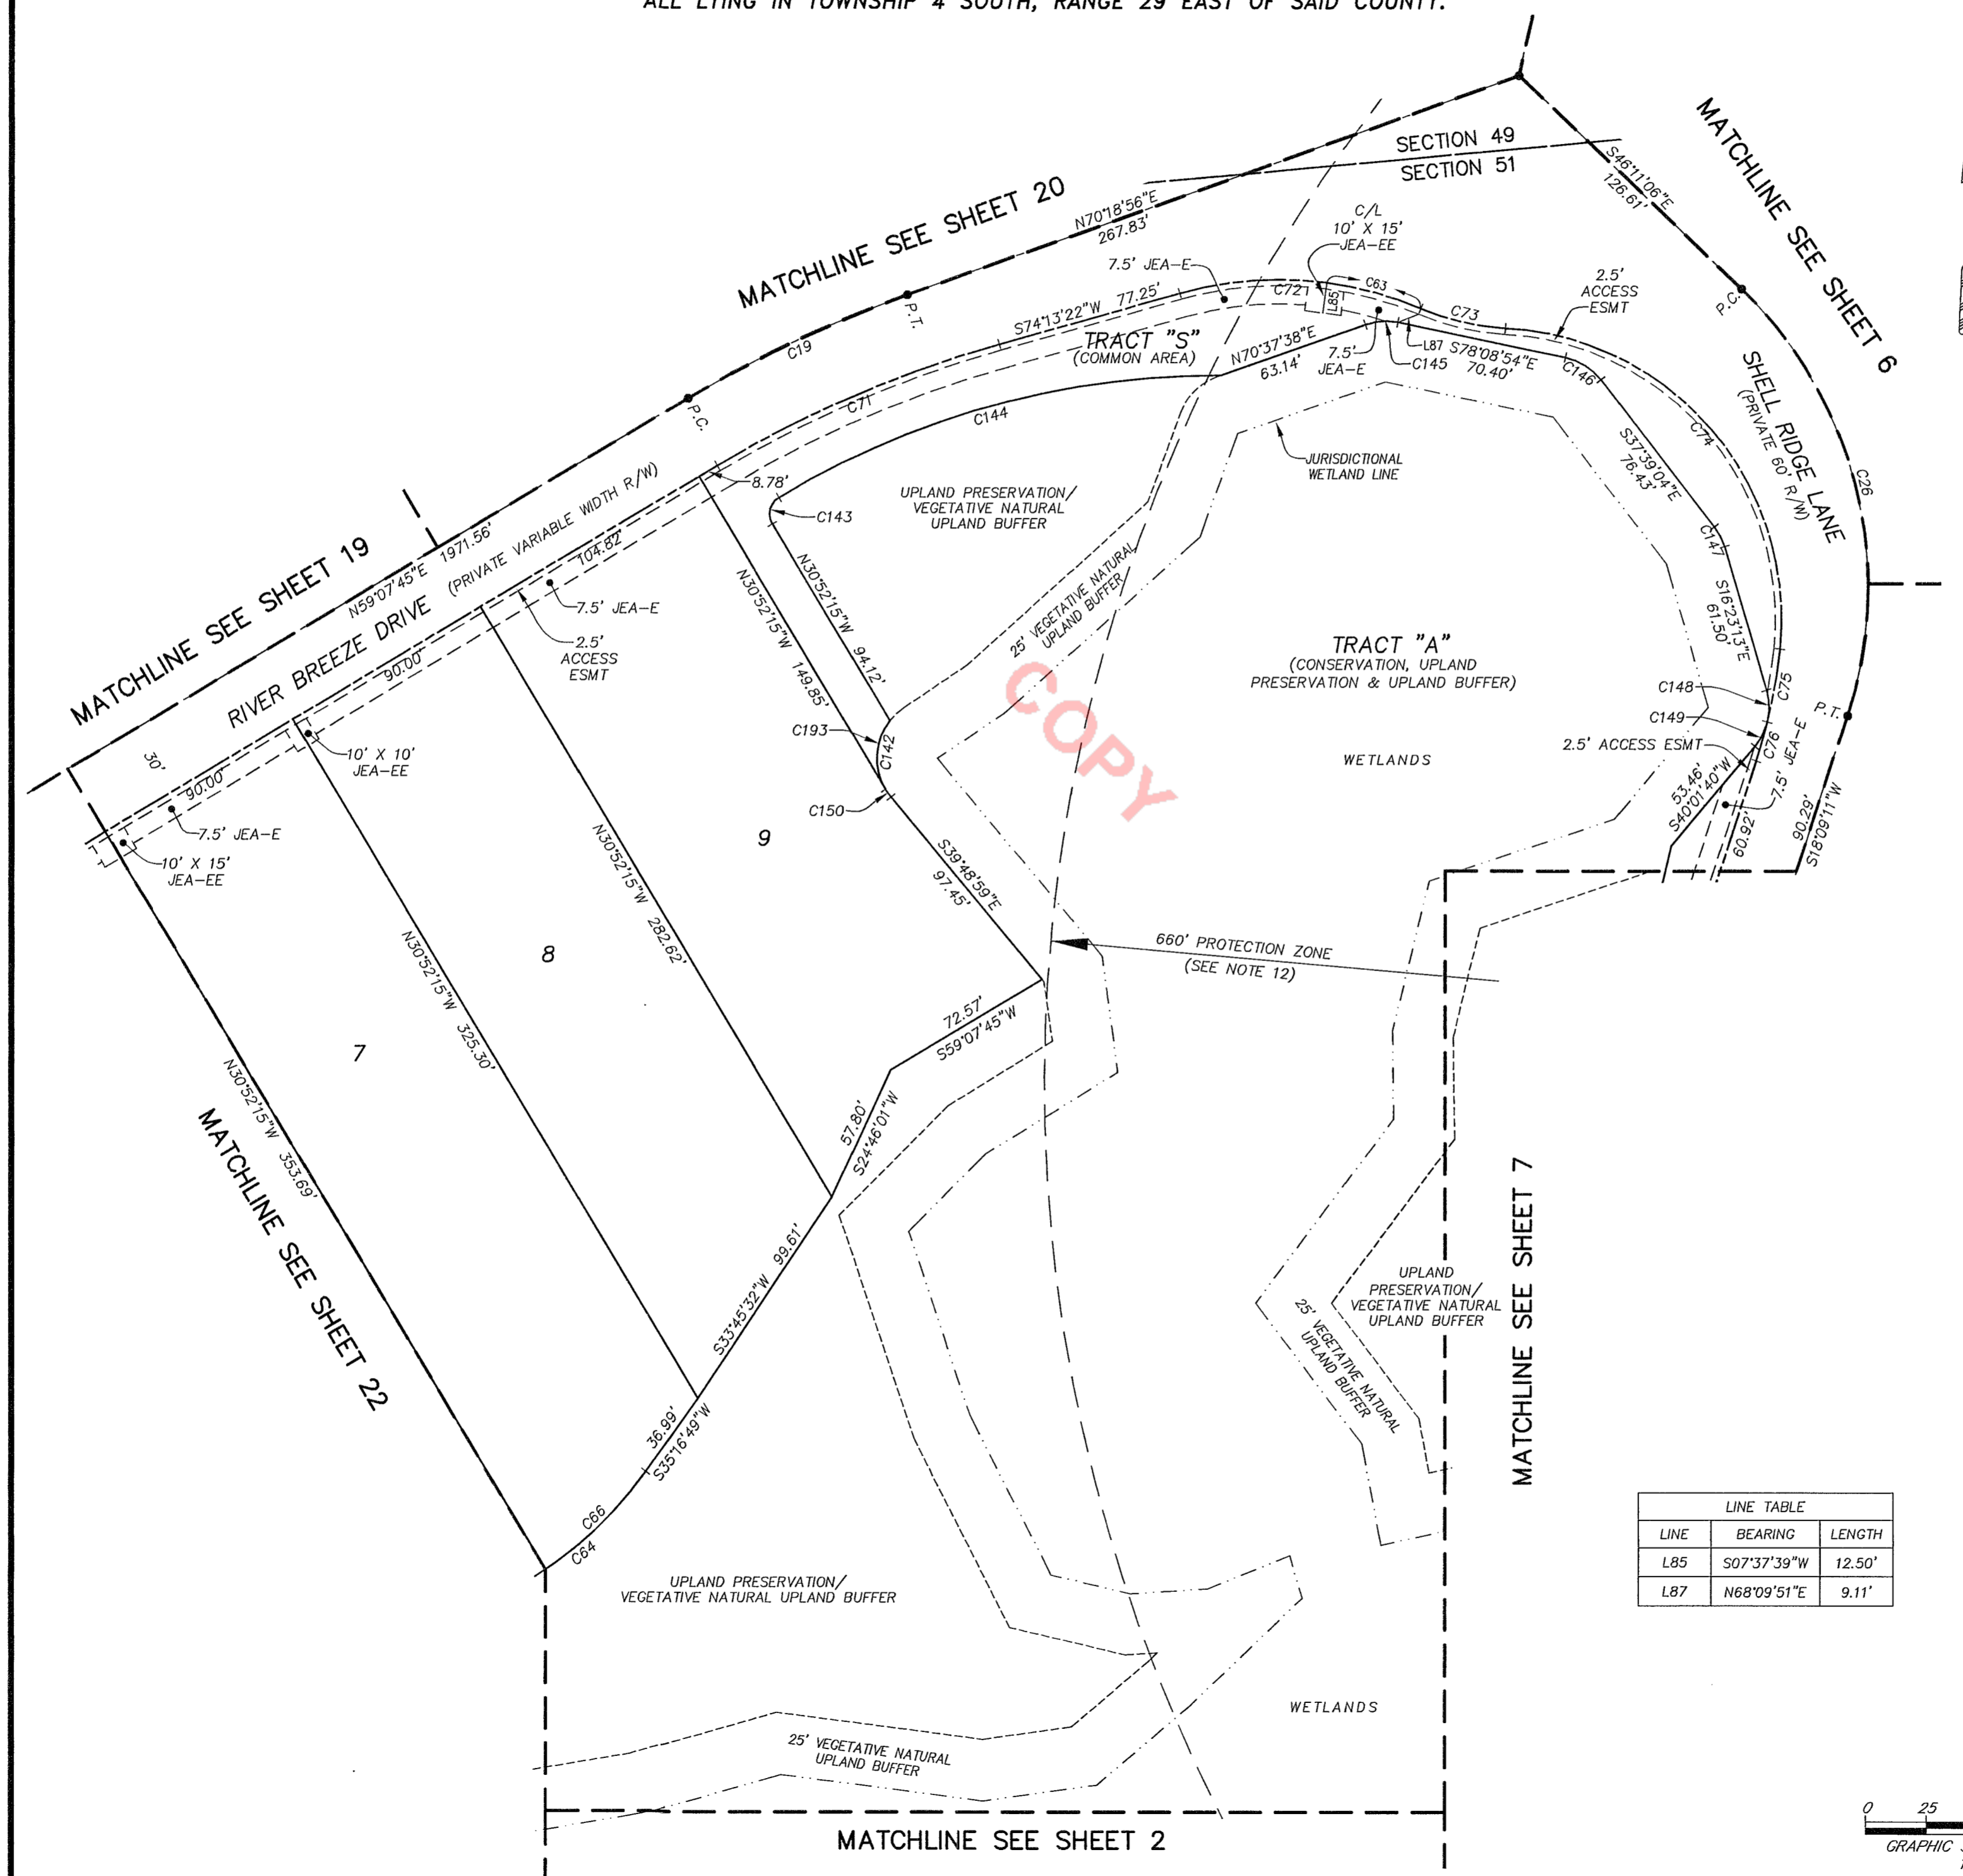 ALL LYING IN TOWNSHIP 4 SOUTH, RANGE 29 EAST OF SAID COUNTY.
MATCHLINE SEE SHEET 6
SECTION 49
SECTION 51
S46°11'06"E
126.61'
MATCHLINE SEE SHEET 20
N70°18'56"E
267.83'
C/L
10' X 15'
JEA-EE
7.5' JEA-E
C72
L85
C63
C73
2.5'
ACCESS
ESMT
P.C.
P.T.
C19
S74°13'22"W 77.25'
TRACT "S"
(COMMON AREA)
N70°37'38"E
63.14'
7.5'
JEA-E
L87
C145
S78°08'54"E
70.40'
C146
SHELL RIDGE LANE
(PRIVATE 60' R/W)
C26
P.C.
C71
C144
C74
S37°39'04"E
76.43'
JURISDICTIONAL
WETLAND LINE
8.78'
C143
UPLAND PRESERVATION/
VEGETATIVE NATURAL
UPLAND BUFFER
C147
MATCHLINE SEE SHEET 19
N59°07'45"E 1971.56'
RIVER BREEZE DRIVE (PRIVATE VARIABLE WIDTH R/W)
104.82'
7.5' JEA-E
2.5'
ACCESS
ESMT
90.00'
N30°52'15"W 149.85'
N30°52'15"W 94.12'
25' VEGETATIVE NATURAL
UPLAND BUFFER
TRACT "A"
(CONSERVATION, UPLAND
PRESERVATION & UPLAND BUFFER)
S16°23'13"E
61.50'
C148
C75
P.T.
C149
C76
2.5' ACCESS ESMT
7.5' JEA-E
53.46'
S40°01'40"W
60.92'
90.29'
S18°09'11"W
WETLANDS
COPY
C193
C142
C150
30'
90.00'
10' X 10'
JEA-EE
7.5' JEA-E
10' X 15'
JEA-EE
9
N30°52'15"W 282.62'
S39°48'59"E
97.45'
660' PROTECTION ZONE
(SEE NOTE 12)
8
N30°52'15"W 325.30'
72.57'
S59°07'45"W
7
N30°52'15"W 353.69'
MATCHLINE SEE SHEET 22
57.80'
S24°46'01"W
S33°45'32"W 99.61'
36.99'
S35°16'49"W
C66
C64
MATCHLINE SEE SHEET 7
UPLAND
PRESERVATION/
VEGETATIVE NATURAL
UPLAND BUFFER
25' VEGETATIVE NATURAL
UPLAND BUFFER
LINE TABLE
LINE BEARING LENGTH
L85 S07°37'39"W 12.50'
L87 N68°09'51"E 9.11'
UPLAND PRESERVATION/
VEGETATIVE NATURAL UPLAND BUFFER
WETLANDS
25' VEGETATIVE NATURAL
UPLAND BUFFER
MATCHLINE SEE SHEET 2
0 25
GRAPHIC